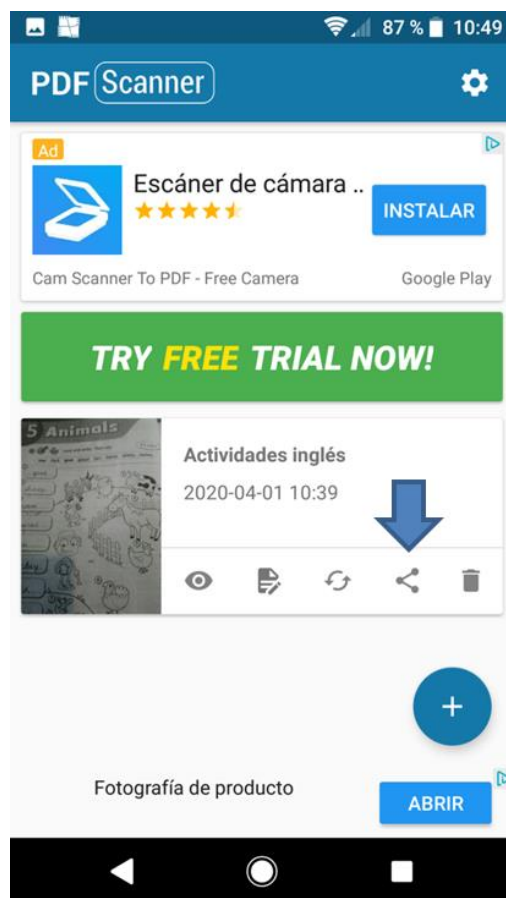 87 % 10:49
PDF Scanner
Ad
Escáner de cámara ..
INSTALAR
Cam Scanner To PDF - Free Camera
Google Play
TRY FREE TRIAL NOW!
5 Animals
Actividades inglés
2020-04-01 10:39
Fotografía de producto
ABRIR